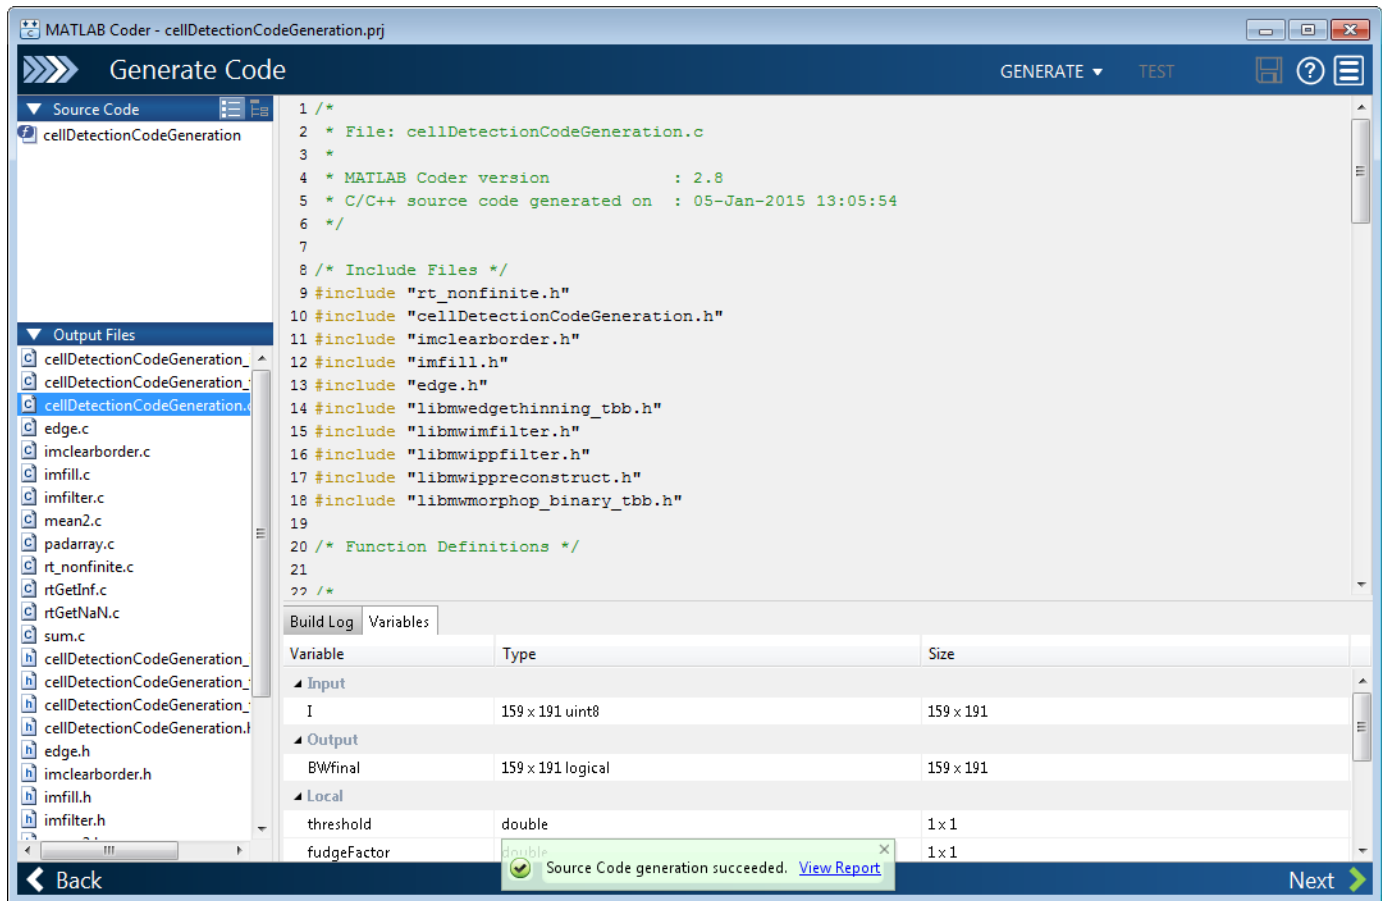 MATLAB Coder - cellDetectionCodeGeneration.prj
Generate Code
GENERATE
TEST
Source Code
cellDetectionCodeGeneration
Output Files
cellDetectionCodeGeneration_
cellDetectionCodeGeneration_
cellDetectionCodeGeneration.c
edge.c
imclearborder.c
imfill.c
imfilter.c
mean2.c
padarray.c
rt_nonfinite.c
rtGetInf.c
rtGetNaN.c
sum.c
cellDetectionCodeGeneration_
cellDetectionCodeGeneration_
cellDetectionCodeGeneration_
cellDetectionCodeGeneration.h
edge.h
imclearborder.h
imfill.h
imfilter.h
1 /*
2 * File: cellDetectionCodeGeneration.c
3 *
4 * MATLAB Coder version : 2.8
5 * C/C++ source code generated on : 05-Jan-2015 13:05:54
6 */
7
8 /* Include Files */
9 #include "rt_nonfinite.h"
10 #include "cellDetectionCodeGeneration.h"
11 #include "imclearborder.h"
12 #include "imfill.h"
13 #include "edge.h"
14 #include "libmwedgethinning_tbb.h"
15 #include "libmwimfilter.h"
16 #include "libmwippfilter.h"
17 #include "libmwippreconstruct.h"
18 #include "libmwmorphop_binary_tbb.h"
19
20 /* Function Definitions */
21
22 /*
Build Log Variables
Variable Type Size
Input
I 159 x 191 uint8 159 x 191
Output
BWfinal 159 x 191 logical 159 x 191
Local
threshold double 1 x 1
fudgeFactor double 1 x 1
Source Code generation succeeded. View Report
Back
Next